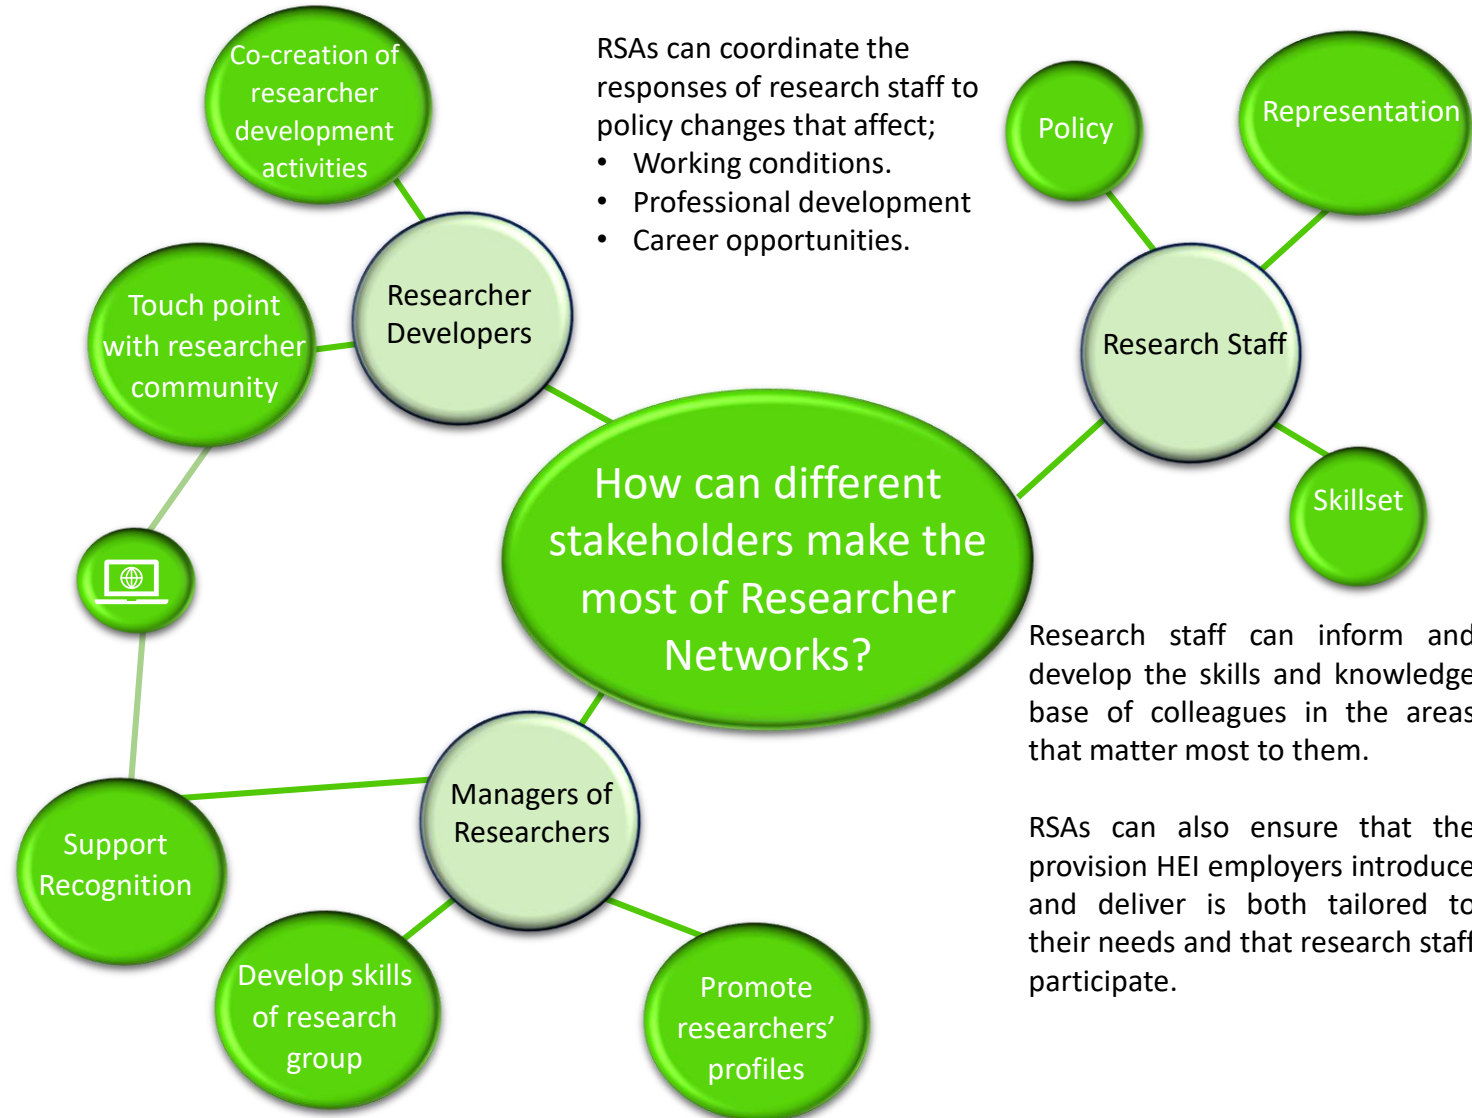 Co-creation of
researcher
development
activities
RSAs can coordinate the
responses of research staff to
policy changes that affect;
• Working conditions.
• Professional development
• Career opportunities.
Policy
Representation
Touch point
with researcher
community
Researcher
Developers
Research Staff
Skillset
How can different
stakeholders make the
most of Researcher
Networks?
Research staff can inform and
develop the skills and knowledge
base of colleagues in the areas
that matter most to them.
RSAs can also ensure that the
provision HEI employers introduce
and deliver is both tailored to
their needs and that research staff
participate.
Managers of
Researchers
Support
Recognition
Develop skills
of research
group
Promote
researchers’
profiles